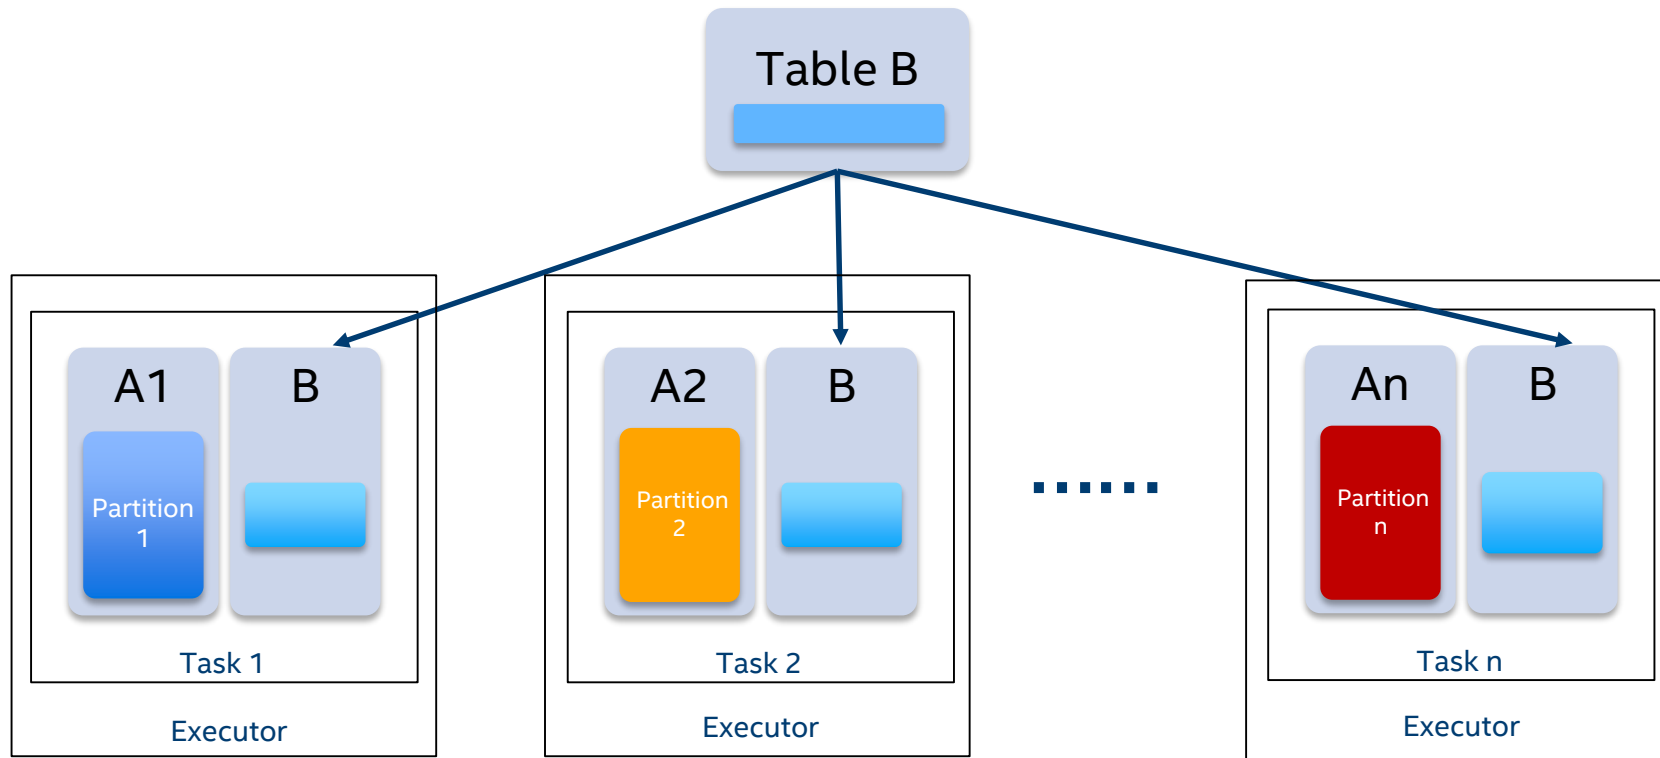 Table B
A1
B
Partition
1
Task 1
Executor
A2
B
Partition
2
Task 2
Executor
An
B
Partition
n
Task n
Executor